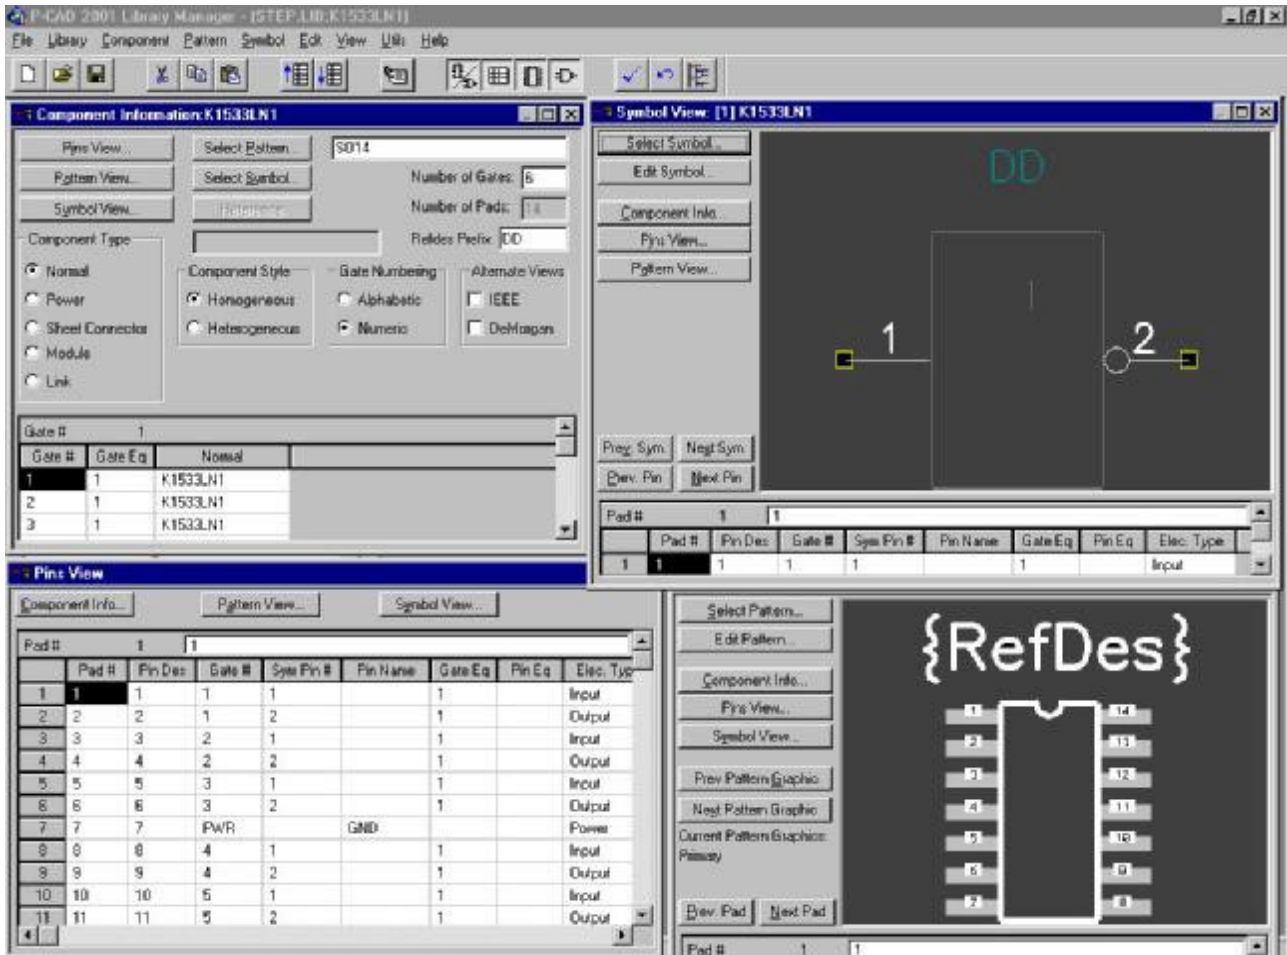 P-CAD 2001 Library Manager - [STEP.LIB:K1533LN1]
File Library Component Pattern Symbol Edit View Utils Help
Component Information:K1533LN1
Pins View...
Select Pattern...
SO14
Pattern View...
Select Symbol...
Number of Gates: 6
Symbol View...
Number of Pads: 14
Refdes Prefix: DD
Component Type
Normal
Power
Sheet Connector
Module
Link
Component Style
Homogeneous
Heterogeneous
Gate Numbering
Alphabetic
Numeric
Alternate Views
IEEE
DeMorgan
Gate # 1
Gate # Gate Eq Normal
1 1 K1533LN1
2 1 K1533LN1
3 1 K1533LN1
Symbol View: [1] K1533LN1
Select Symbol...
Edit Symbol...
Component Info...
Pins View...
Pattern View...
DD
1
2
Prev. Sym. Next Sym.
Prev. Pin Next Pin
Pad # 1 1
Pad # Pin Des Gate # Sym Pin # Pin Name Gate Eq Pin Eq Elec. Type
1 1 1 1 1 1 Input
Pins View
Component Info... Pattern View... Symbol View...
Pad # 1 1
Pad # Pin Des Gate # Sym Pin # Pin Name Gate Eq Pin Eq Elec. Typ
1 1 1 1 1 1 Input
2 2 2 1 2 1 Output
3 3 3 2 1 1 Input
4 4 4 2 2 1 Output
5 5 5 3 1 1 Input
6 6 6 3 2 1 Output
7 7 7 PWR GND Power
8 8 8 4 1 1 Input
9 9 9 4 2 1 Output
10 10 10 5 1 1 Input
11 11 11 5 2 1 Output
Select Pattern...
Edit Pattern...
Component Info...
Pins View...
Symbol View...
Prev Pattern Graphic
Next Pattern Graphic
Current Pattern Graphics:
Primary
Prev. Pad Next Pad
{RefDes}
1 14
2 13
3 12
4 11
5 10
6 9
7 8
Pad # 1 1